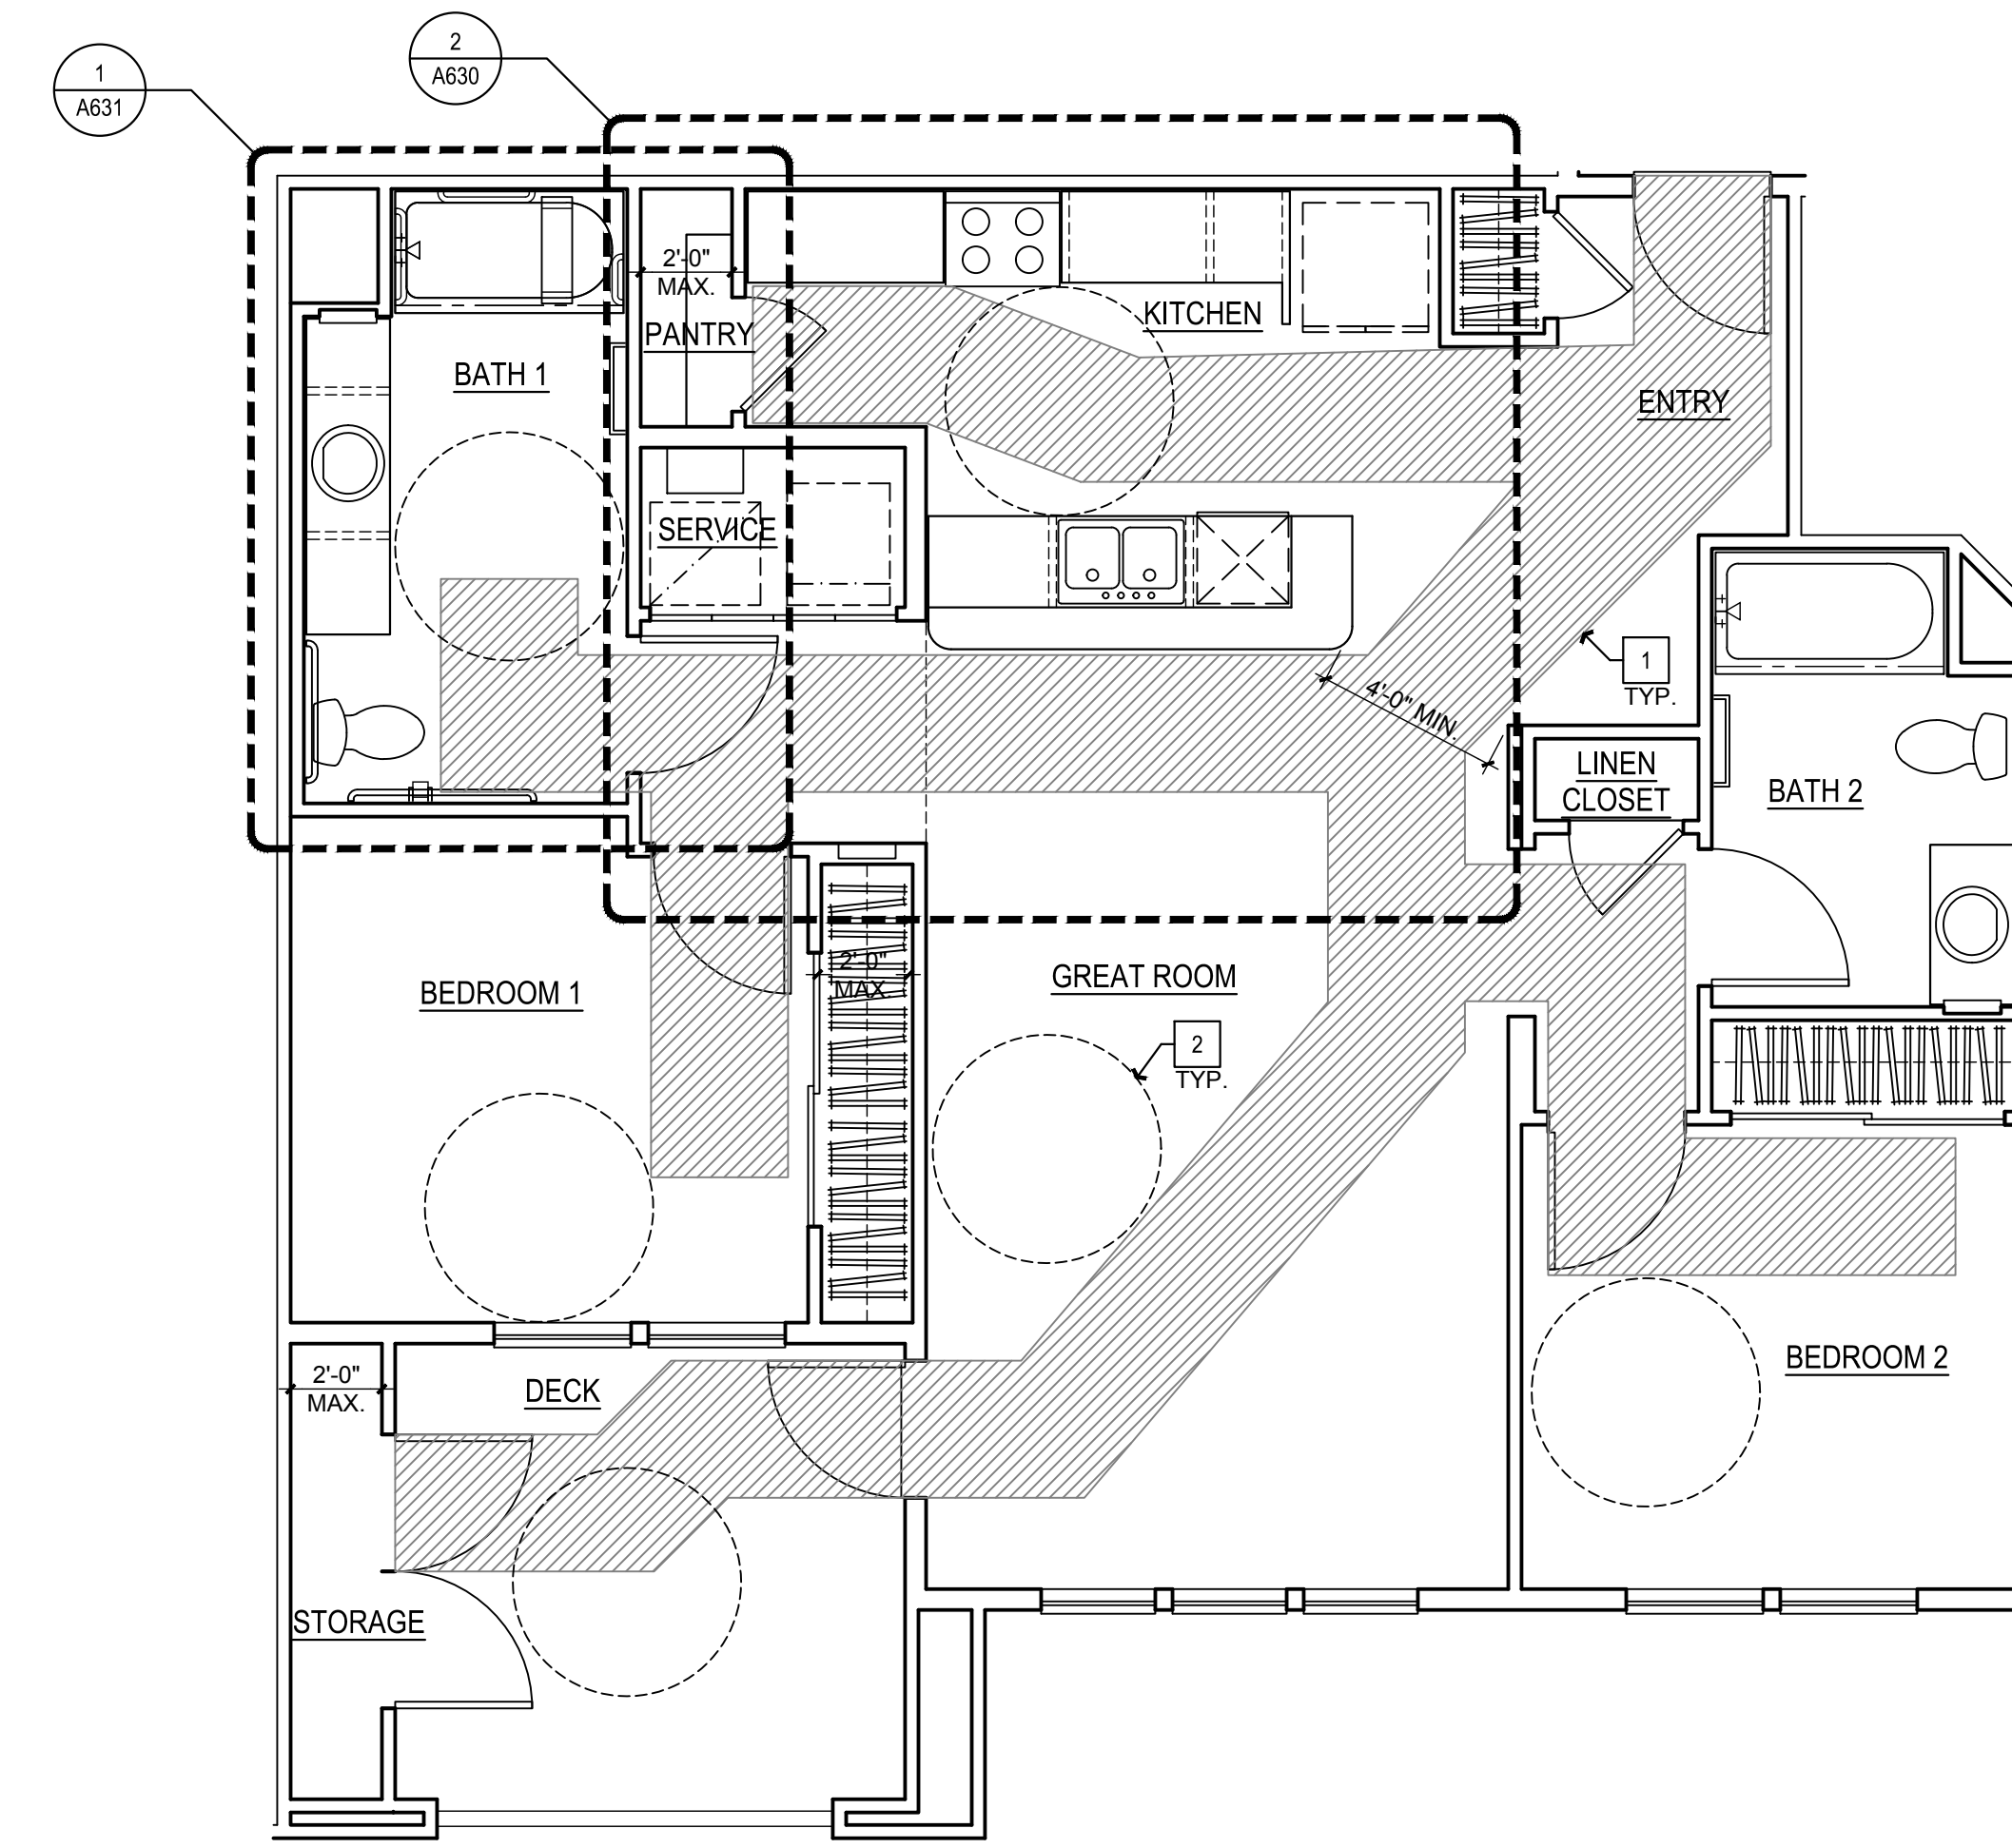 2
A630
1
A631
2'-0"
MAX.
KITCHEN
PANTRY
BATH 1
ENTRY
SERVICE
1
TYP.
4'-0" MIN.
LINEN
CLOSET
BATH 2
2'-0"
MAX.
GREAT ROOM
BEDROOM 1
2
TYP.
2'-0"
MAX.
DECK
BEDROOM 2
STORAGE